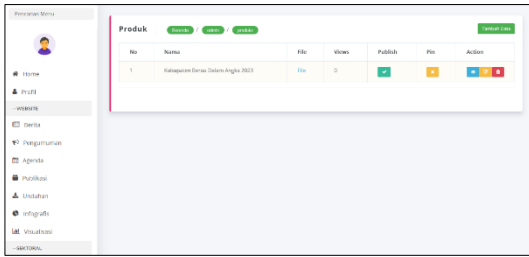 Pencarian Menu
Home
Profil
--WEBSITE
Berita
Pengumuman
Agenda
Publikasi
Unduhan
Infografis
Visualisasi
--SEKTORAL
Produk
Beranda / admin / produk
Tambah Data
No Nama File Views Publish Pin Action
1 Kabupaten Berau Dalam Angka 2023 File 0